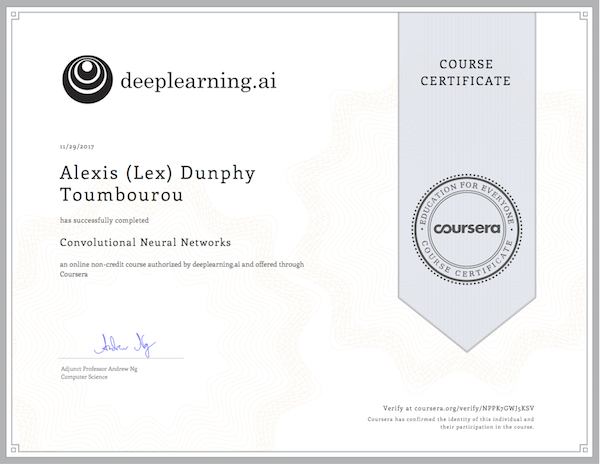 deeplearning.ai
COURSE
CERTIFICATE
11/29/2017
Alexis (Lex) Dunphy
Toumbourou
has successfully completed
Convolutional Neural Networks
an online non-credit course authorized by deeplearning.ai and offered through
Coursera
EDUCATION FOR EVERYONE
coursera
COURSE CERTIFICATE
Andrew Ng
Adjunct Professor Andrew Ng
Computer Science
Verify at coursera.org/verify/NPPK7GWJ5KSV
Coursera has confirmed the identity of this individual and
their participation in the course.